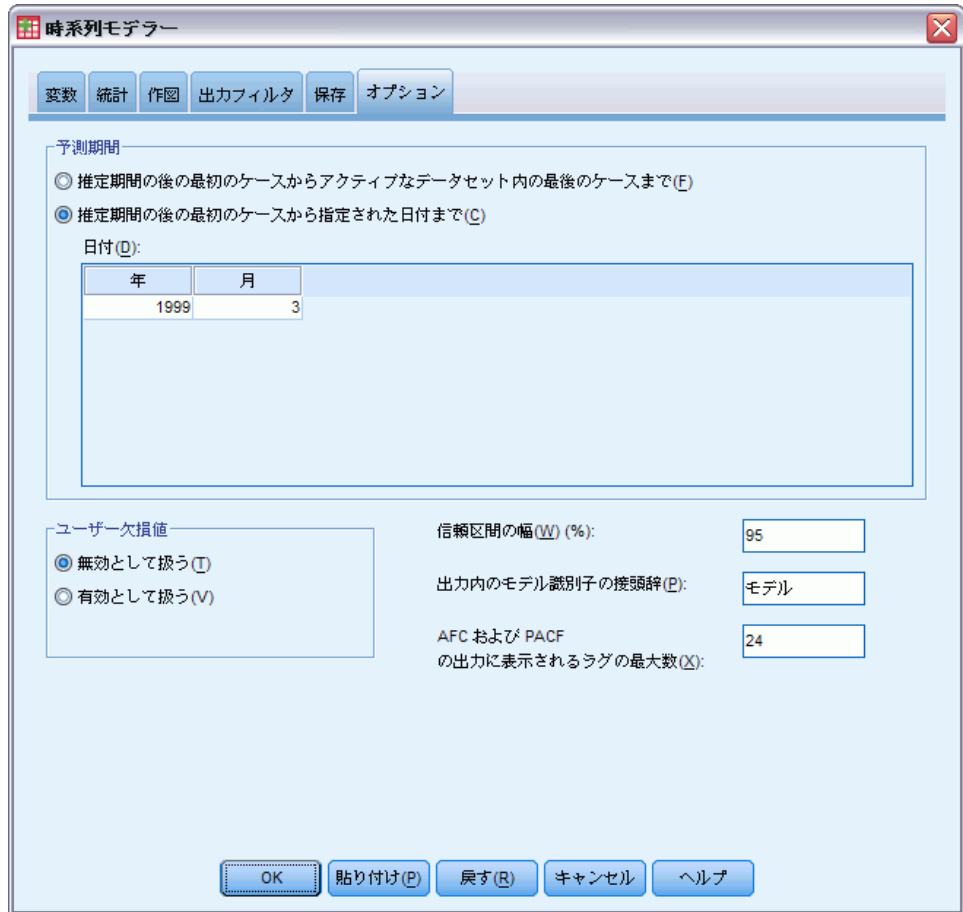 時系列モデラー
変数 統計 作図 出力フィルタ 保存 オプション
予測期間
推定期間の後の最初のケースからアクティブなデータセット内の最後のケースまで(F)
推定期間の後の最初のケースから指定された日付まで(C)
日付(D):
年 月
1999 3
ユーザー欠損値
無効として扱う(T)
有効として扱う(V)
信頼区間の幅(W) (%):
95
出力内のモデル識別子の接頭辞(P):
モデル
AFC および PACF
の出力に表示されるラグの最大数(X):
24
OK 貼り付け(P) 戻す(R) キャンセル ヘルプ